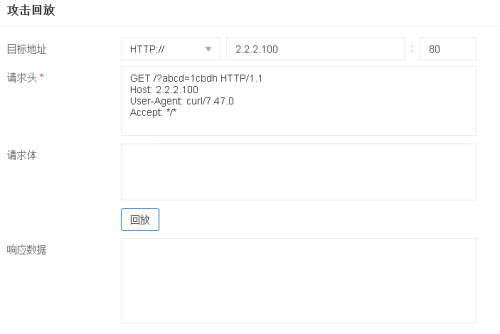 攻击回放
目标地址 HTTP:// 2.2.2.100 : 80
请求头 *
GET /?abcd=1cbdh HTTP/1.1
Host: 2.2.2.100
User-Agent: curl/7.47.0
Accept: */*
请求体
回放
响应数据